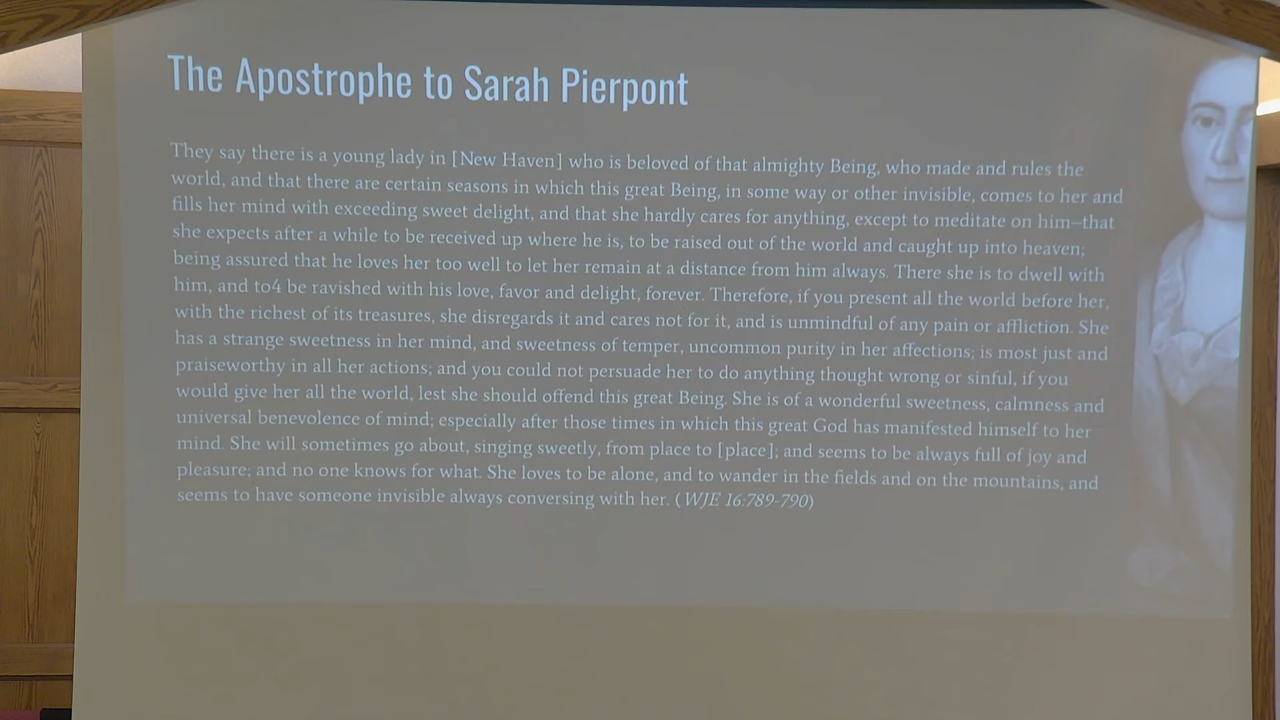 The Apostrophe to Sarah Pierpont
They say there is a young lady in [New Haven] who is beloved of that almighty Being, who made and rules the
world, and that there are certain seasons in which this great Being, in some way or other invisible, comes to her and
fills her mind with exceeding sweet delight, and that she hardly cares for anything, except to meditate on him—that
she expects after a while to be received up where he is, to be raised out of the world and caught up into heaven;
being assured that he loves her too well to let her remain at a distance from him always. There she is to dwell with
him, and to4 be ravished with his love, favor and delight, forever. Therefore, if you present all the world before her,
with the richest of its treasures, she disregards it and cares not for it, and is unmindful of any pain or affliction. She
has a strange sweetness in her mind, and sweetness of temper, uncommon purity in her affections; is most just and
praiseworthy in all her actions; and you could not persuade her to do anything thought wrong or sinful, if you
would give her all the world, lest she should offend this great Being. She is of a wonderful sweetness, calmness and
universal benevolence of mind; especially after those times in which this great God has manifested himself to her
mind. She will sometimes go about, singing sweetly, from place to [place]; and seems to be always full of joy and
pleasure; and no one knows for what. She loves to be alone, and to wander in the fields and on the mountains, and
seems to have someone invisible always conversing with her. (WJE 16:789-790)